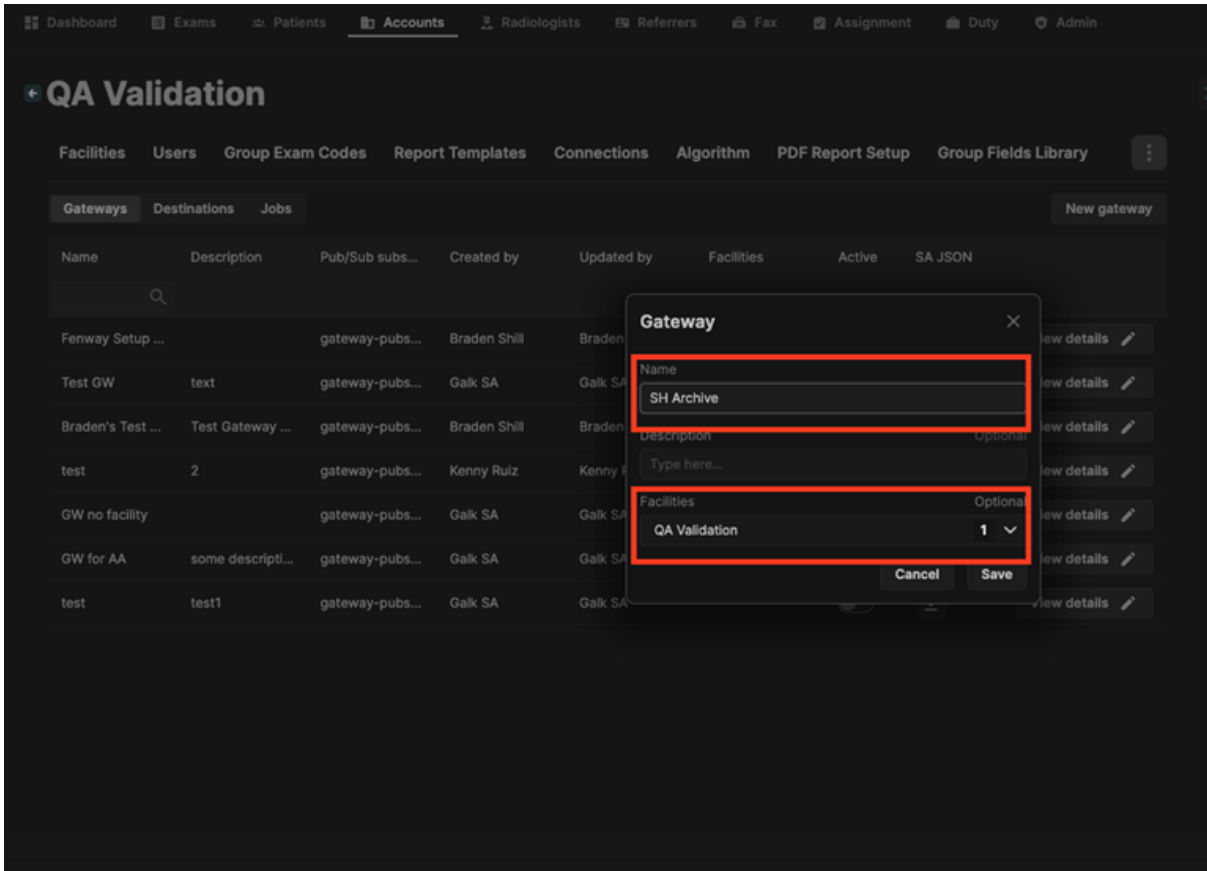 Dashboard Exams Patients Accounts Radiologists Referrers Fax Assignment Duty Admin
QA Validation
Facilities Users Group Exam Codes Report Templates Connections Algorithm PDF Report Setup Group Fields Library
Gateways Destinations Jobs New gateway
Name Description Pub/Sub subs... Created by Updated by Facilities Active SA JSON
Fenway Setup ... gateway-pubs... Braden Shill Braden
Test GW text gateway-pubs... Galk SA Galk SA
Braden's Test ... Test Gateway ... gateway-pubs... Braden Shill Braden
test 2 gateway-pubs... Kenny Ruiz Kenny
GW no facility gateway-pubs... Galk SA Galk SA
GW for AA some descripti... gateway-pubs... Galk SA Galk SA
test test1 gateway-pubs... Galk SA Galk SA View details
Gateway
Name
SH Archive
Description Optional
Type here...
Facilities Optional
QA Validation 1
Cancel Save
iew details
iew details
iew details
iew details
iew details
iew details